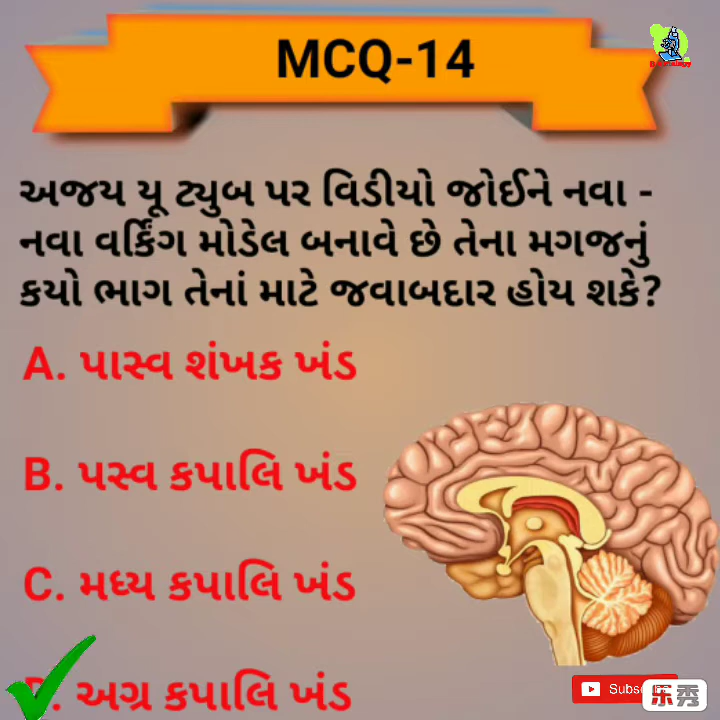 MCQ-14
અજય યૂ ટ્યુબ પર વિડીયો જોઈને નવા -
નવા વર્કિંગ મોડેલ બનાવે છે તેના મગજનું
કયો ભાગ તેનાં માટે જવાબદાર હોય શકે?
A. પાસ્વ શંખક ખંડ
B. પસ્વ કપાલિ ખંડ
C. મધ્ય કપાલિ ખંડ
D. અગ્ર કપાલિ ખંડ
乐秀